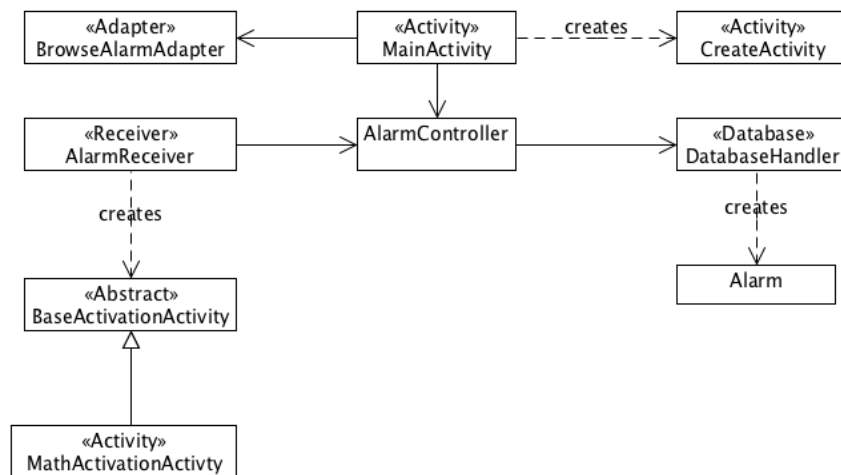 «Adapter»
BrowseAlarmAdapter
«Activity»
MainActivity
creates
«Activity»
CreateActivity
«Receiver»
AlarmReceiver
AlarmController
«Database»
DatabaseHandler
creates
creates
«Abstract»
BaseActivationActivity
Alarm
«Activity»
MathActivationActivty